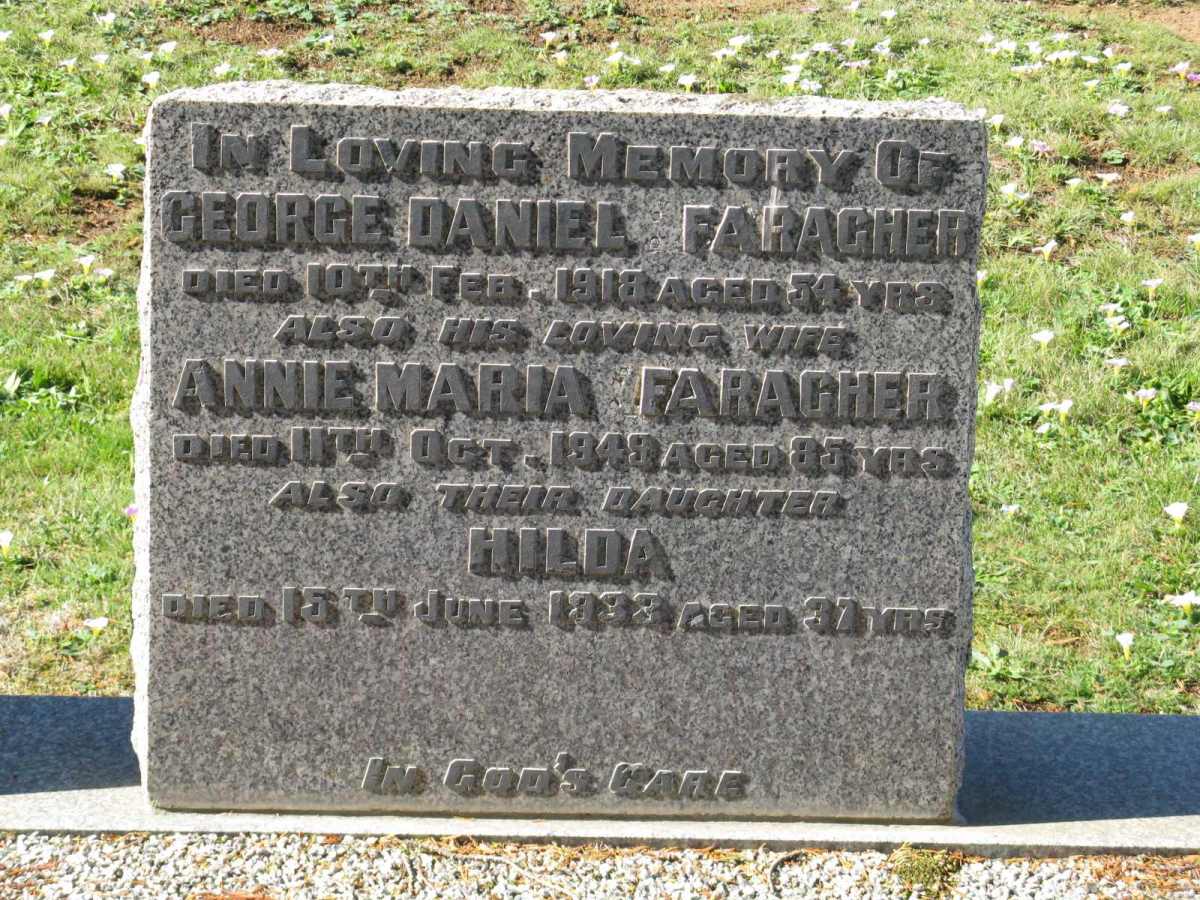 In Loving Memory Of
GEORGE DANIEL FARAGHER
DIED 10TH FEB. 1918 AGED 54 YRS
ALSO HIS LOVING WIFE
ANNIE MARIA FARAGHER
DIED 11TH OCT. 1949 AGED 85 YRS
ALSO THEIR DAUGHTER
HILDA
DIED 15TH JUNE 1933 AGED 37 YRS
In God's Care